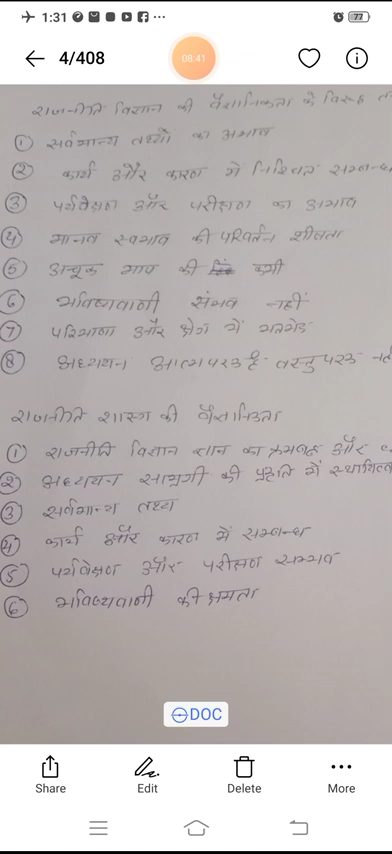 1:31
77
4/408
08:41
राजनीति विज्ञान की वैज्ञानिकता के विरूद्ध
① सर्वमान्य तथ्यों का अभाव
② कार्य और कारण में निश्चित सम्बन्ध
③ पर्यवेक्षण और परीक्षण का अभाव
④ मानव स्वभाव की परिवर्तन शीलता
⑤ अचूक माप की कमी
⑥ भविष्यवाणी संभव नहीं
⑦ परिभाषा और क्षेत्र में मतभेद
⑧ अध्ययन आत्मपरक है वस्तुपरक
राजनीति शास्त्र की वैज्ञानिकता
① राजनीति विज्ञान ज्ञान का क्रमबद्ध और
② अध्ययन सामग्री की प्रकृति में स्थायित्व
③ सर्वमान्य तथ्य
④ कार्य और कारण में सम्बन्ध
⑤ पर्यवेक्षण और परीक्षण सम्भव
⑥ भविष्यवाणी की क्षमता
DOC
Share Edit Delete More